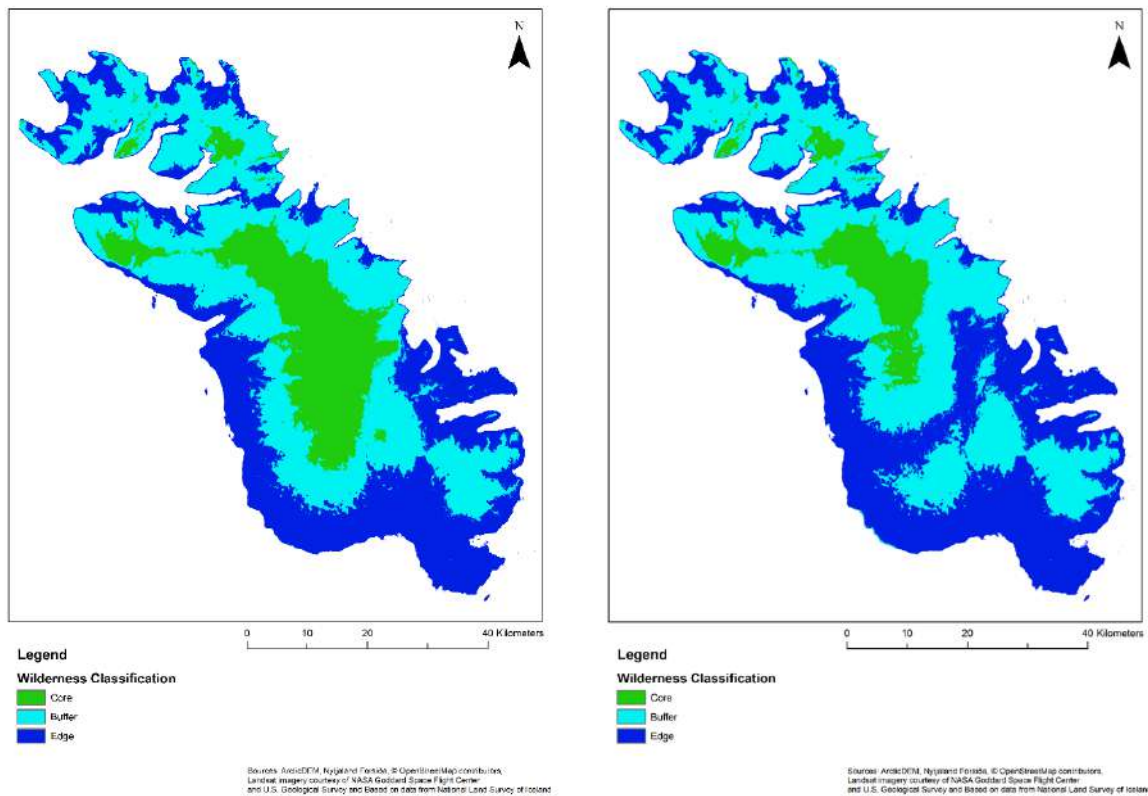 N
0 10 20 40 Kilometers
Legend
Wilderness Classification
Core
Buffer
Edge
Sources: ArcticDEM, Nytjaland Forsida, © OpenStreetMap contributors,
Landsat imagery courtesy of NASA Goddard Space Flight Center
and U.S. Geological Survey and Based on data from National Land Survey of Iceland
N
0 10 20 40 Kilometers
Legend
Wilderness Classification
Core
Buffer
Edge
Sources: ArcticDEM, Nytjaland Forsida, © OpenStreetMap contributors,
Landsat imagery courtesy of NASA Goddard Space Flight Center
and U.S. Geological Survey and Based on data from National Land Survey of Iceland